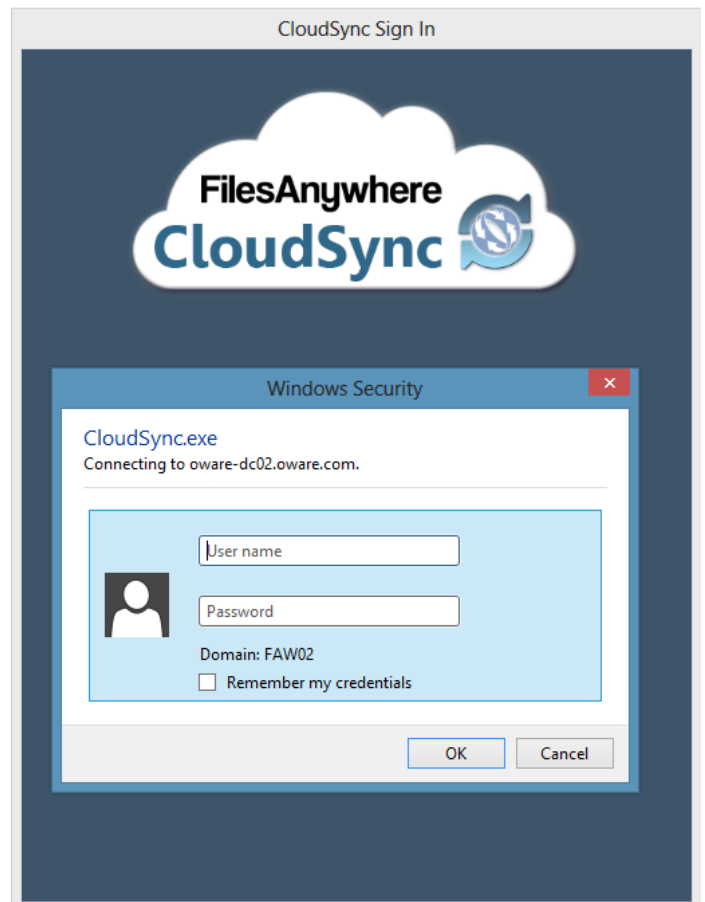 CloudSync Sign In
FilesAnywhere
CloudSync
Windows Security
CloudSync.exe
Connecting to oware-dc02.oware.com.
User name
Password
Domain: FAW02
Remember my credentials
OK Cancel